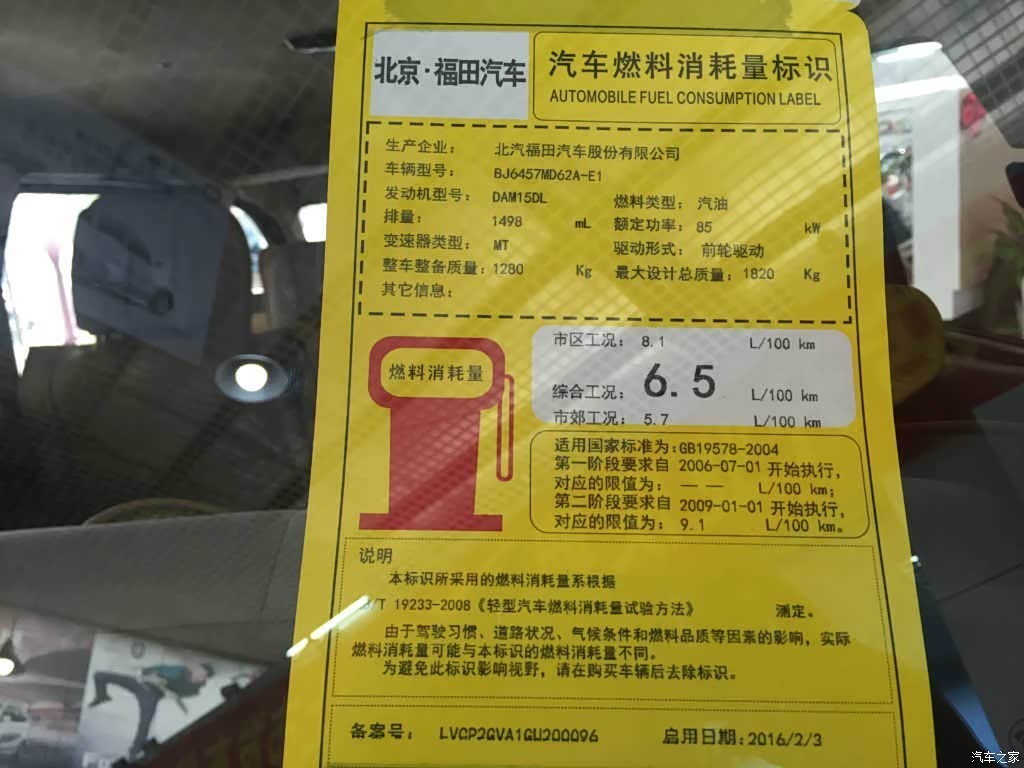 北京·福田汽车
汽车燃料消耗量标识
AUTOMOBILE FUEL CONSUMPTION LABEL
生产企业： 北汽福田汽车股份有限公司
车辆型号： BJ6457MD62A-E1
发动机型号： DAM15DL 燃料类型： 汽油
排量： 1498 mL 额定功率： 85 kW
变速器类型： MT 驱动形式： 前轮驱动
整车整备质量： 1280 Kg 最大设计总质量： 1820 Kg
其它信息：
燃料消耗量
市区工况： 8.1 L/100 km
综合工况： 6.5 L/100 km
市郊工况： 5.7 L/100 km
适用国家标准为：GB19578-2004
第一阶段要求自 2006-07-01 开始执行，
对应的限值为： — — L/100 km；
第二阶段要求自 2009-01-01 开始执行，
对应的限值为： 9.1 L/100 km。
说明
本标识所采用的燃料消耗量系根据
/T 19233-2008《轻型汽车燃料消耗量试验方法》 测定。
由于驾驶习惯、道路状况、气候条件和燃料品质等因素的影响，实际
燃料消耗量可能与本标识的燃料消耗量不同。
为避免此标识影响视野，请在购买车辆后去除标识。
备案号： 启用日期：2016/2/3
汽车之家